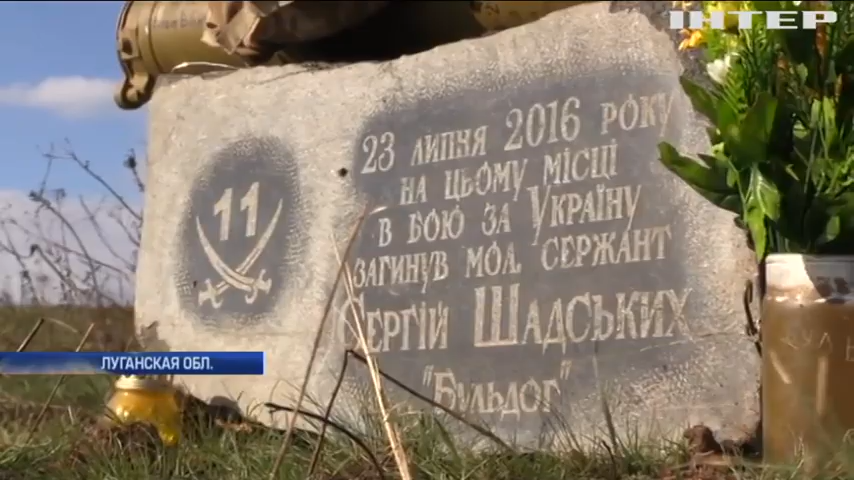 ІНТЕР
11
23 ЛИПНЯ 2016 РОКУ
НА ЦЬОМУ МІСЦІ
В БОЮ ЗА УКРАЇНУ
ЗАГИНУВ МОЛ. СЕРЖАНТ
СЕРГІЙ ШАДСЬКИХ
"БУЛЬДОГ"
ЛУГАНСКАЯ ОБЛ.